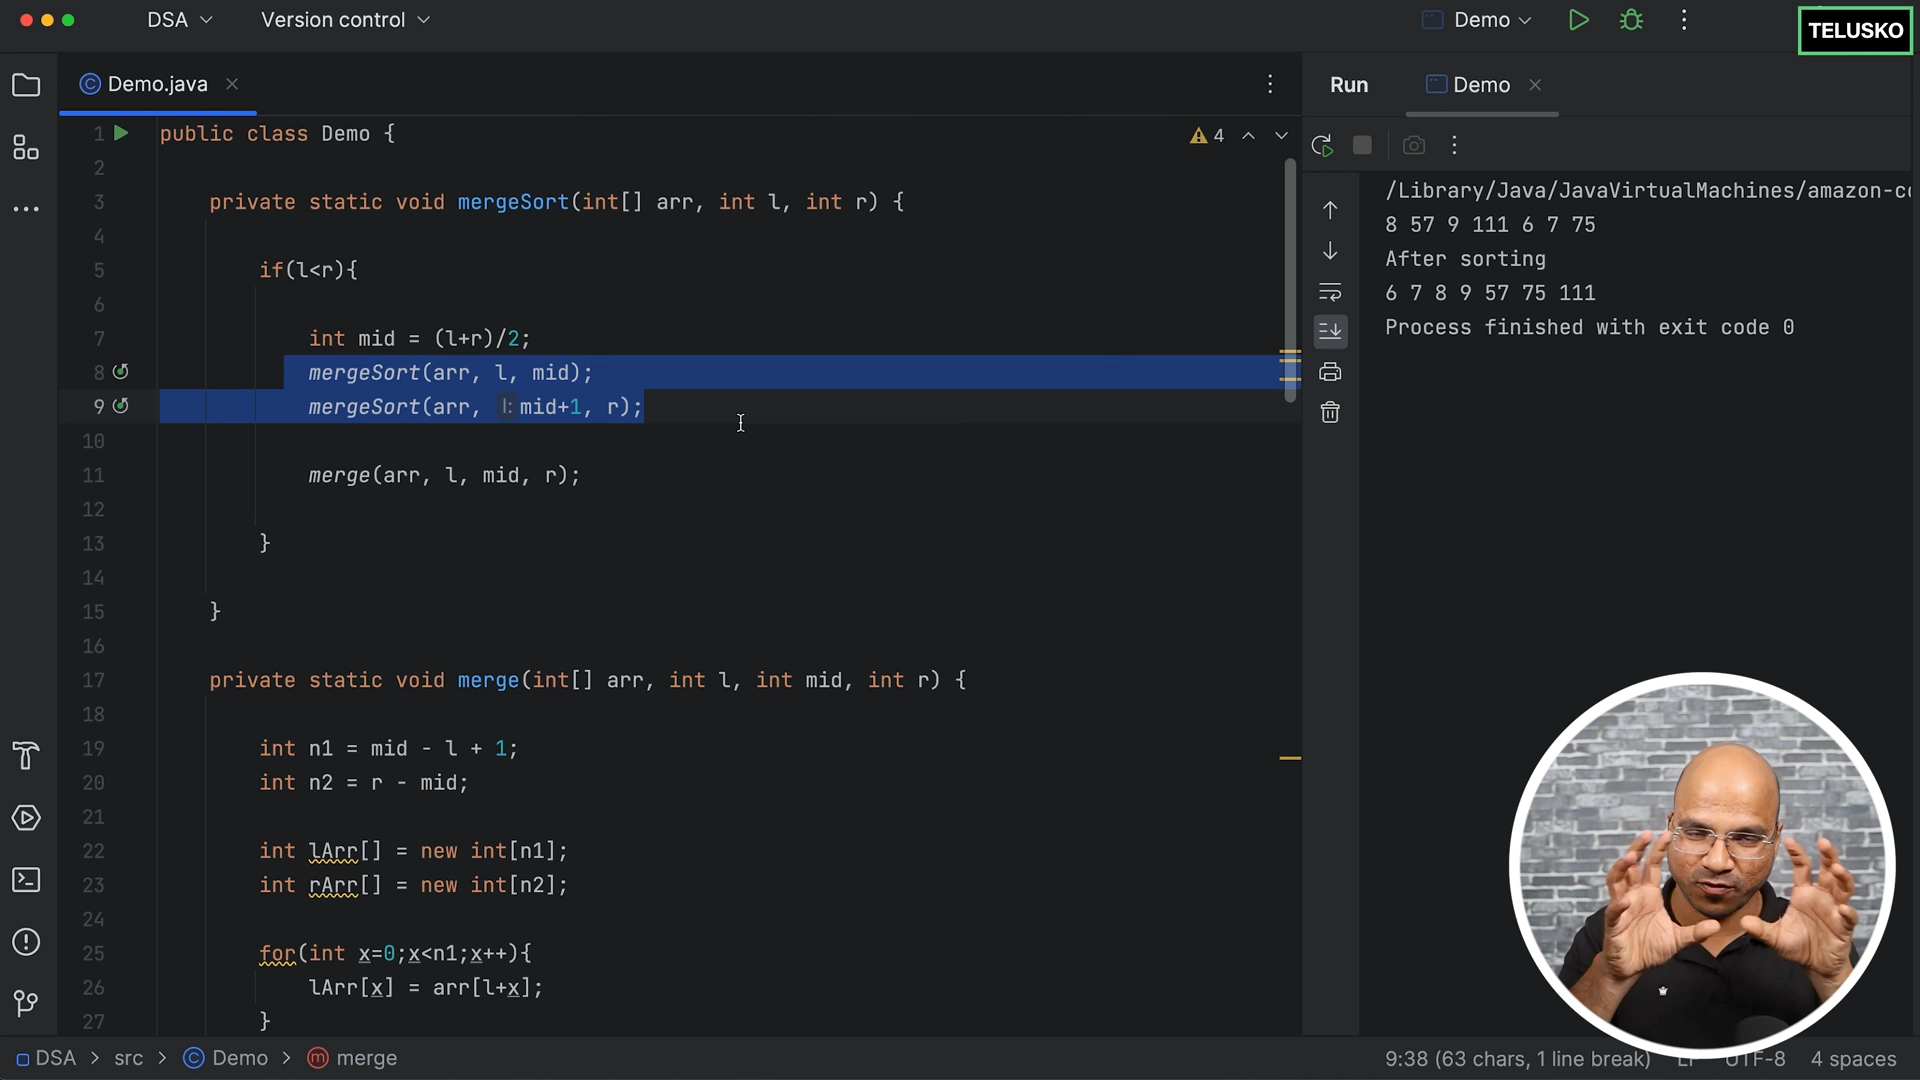 DSA
Version control
Demo
TELUSKO
Demo.java
Run
Demo
4
1 public class Demo {
2
3 private static void mergeSort(int[] arr, int l, int r) {
4
5 if(l<r){
6
7 int mid = (l+r)/2;
8 mergeSort(arr, l, mid);
9 mergeSort(arr, l: mid+1, r);
10
11 merge(arr, l, mid, r);
12
13 }
14
15 }
16
17 private static void merge(int[] arr, int l, int mid, int r) {
18
19 int n1 = mid - l + 1;
20 int n2 = r - mid;
21
22 int lArr[] = new int[n1];
23 int rArr[] = new int[n2];
24
25 for(int x=0;x<n1;x++){
26 lArr[x] = arr[l+x];
27 }
/Library/Java/JavaVirtualMachines/amazon-co
8 57 9 111 6 7 75
After sorting
6 7 8 9 57 75 111
Process finished with exit code 0
DSA > src > Demo > merge
9:38 (63 chars, 1 line break) LF UTF-8 4 spaces